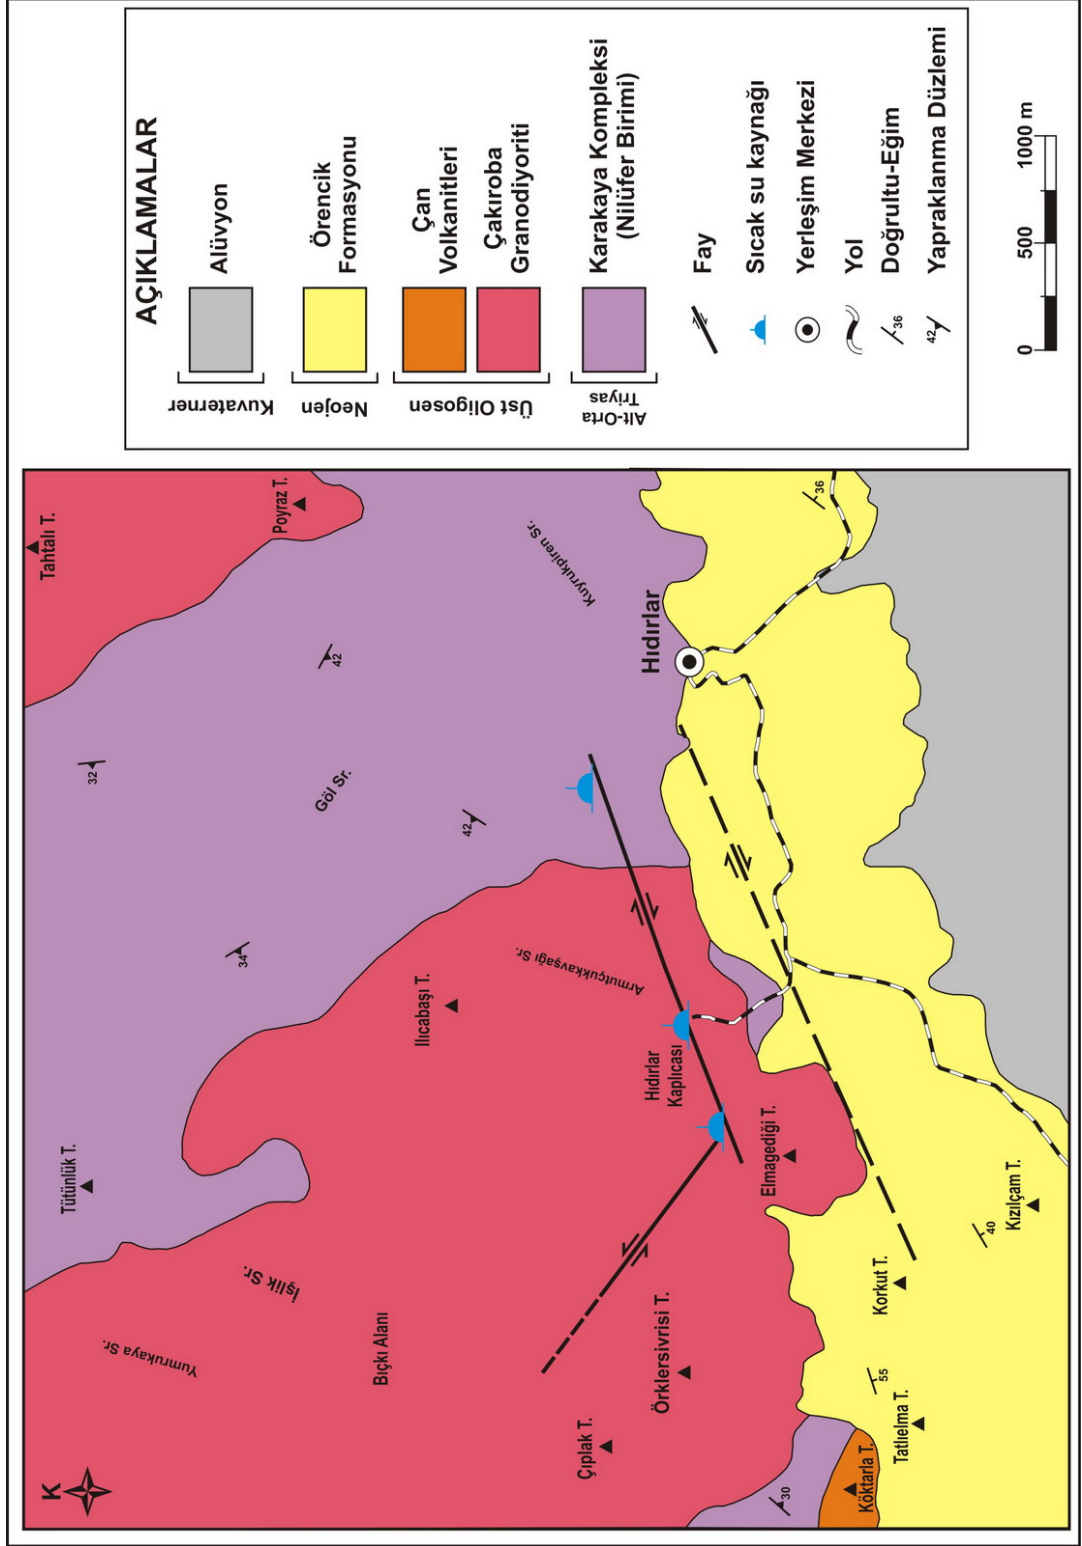 K
Yumrukaya Sr.
İşlik Sr.
Bıçkı Alanı
Çıplak T.
Örklersivrisi T.
30
Köktarla T.
Tatlıelma T.
55
Korkut T.
40
Kızılçam T.
Elmagediği T.
Hıdırlar
Kaplıcası
Tütünlük T.
Ilıcabaşı T.
Armutçukkavşağı Sr.
34
42
Göl Sr.
32
42
Tahtalı T.
Poyraz T.
Kuyrukpiren Sr.
Hıdırlar
36
AÇIKLAMALAR
Kuvaterner
Alüvyon
Neojen
Örencik
Formasyonu
Üst Oligosen
Çan
Volkanitleri
Çakıroba
Granodiyoriti
Alt-Orta
Triyas
Karakaya Kompleksi
(Nilüfer Birimi)
Fay
Sıcak su kaynağı
Yerleşim Merkezi
Yol
36
Doğrultu-Eğim
42
Yapraklanma Düzlemi
0
500
1000 m